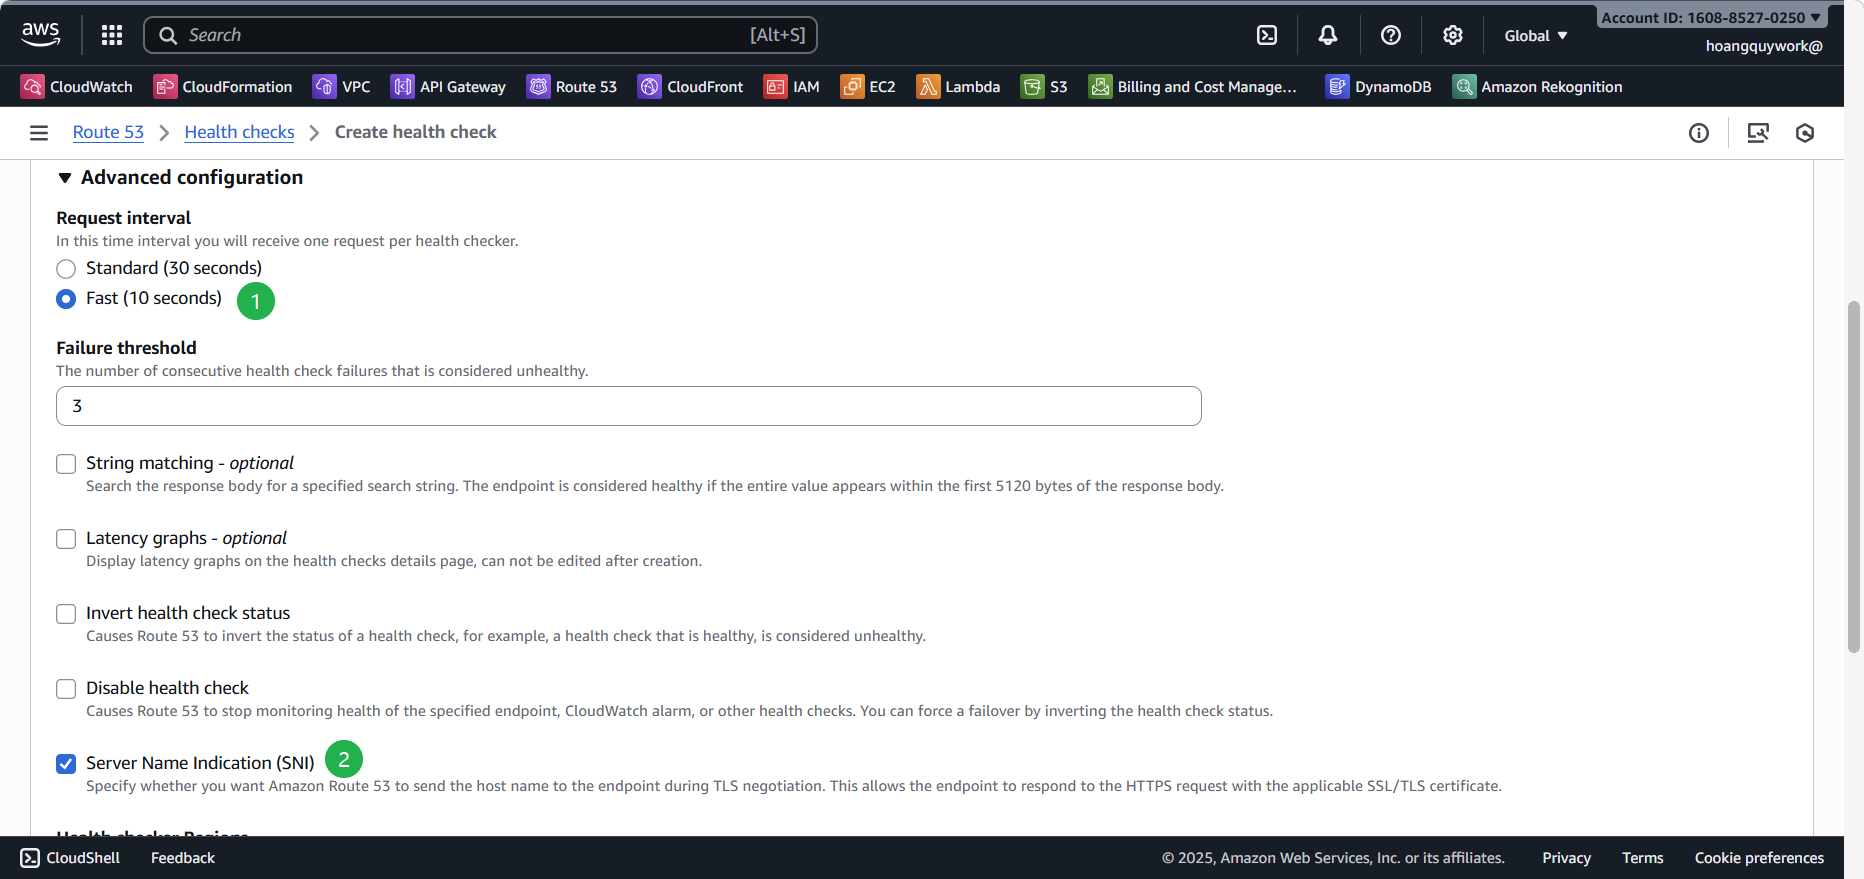 aws
Search
[Alt+S]
Global
Account ID: 1608-8527-0250
hoangquywork@
CloudWatch
CloudFormation
VPC
API Gateway
Route 53
CloudFront
IAM
EC2
Lambda
S3
Billing and Cost Manage...
DynamoDB
Amazon Rekognition
Route 53
Health checks
Create health check
Advanced configuration
Request interval
In this time interval you will receive one request per health checker.
Standard (30 seconds)
Fast (10 seconds)
1
Failure threshold
The number of consecutive health check failures that is considered unhealthy.
3
String matching - optional
Search the response body for a specified search string. The endpoint is considered healthy if the entire value appears within the first 5120 bytes of the response body.
Latency graphs - optional
Display latency graphs on the health checks details page, can not be edited after creation.
Invert health check status
Causes Route 53 to invert the status of a health check, for example, a health check that is healthy, is considered unhealthy.
Disable health check
Causes Route 53 to stop monitoring health of the specified endpoint, CloudWatch alarm, or other health checks. You can force a failover by inverting the health check status.
Server Name Indication (SNI)
2
Specify whether you want Amazon Route 53 to send the host name to the endpoint during TLS negotiation. This allows the endpoint to respond to the HTTPS request with the applicable SSL/TLS certificate.
Health checker Regions
CloudShell
Feedback
© 2025, Amazon Web Services, Inc. or its affiliates.
Privacy
Terms
Cookie preferences